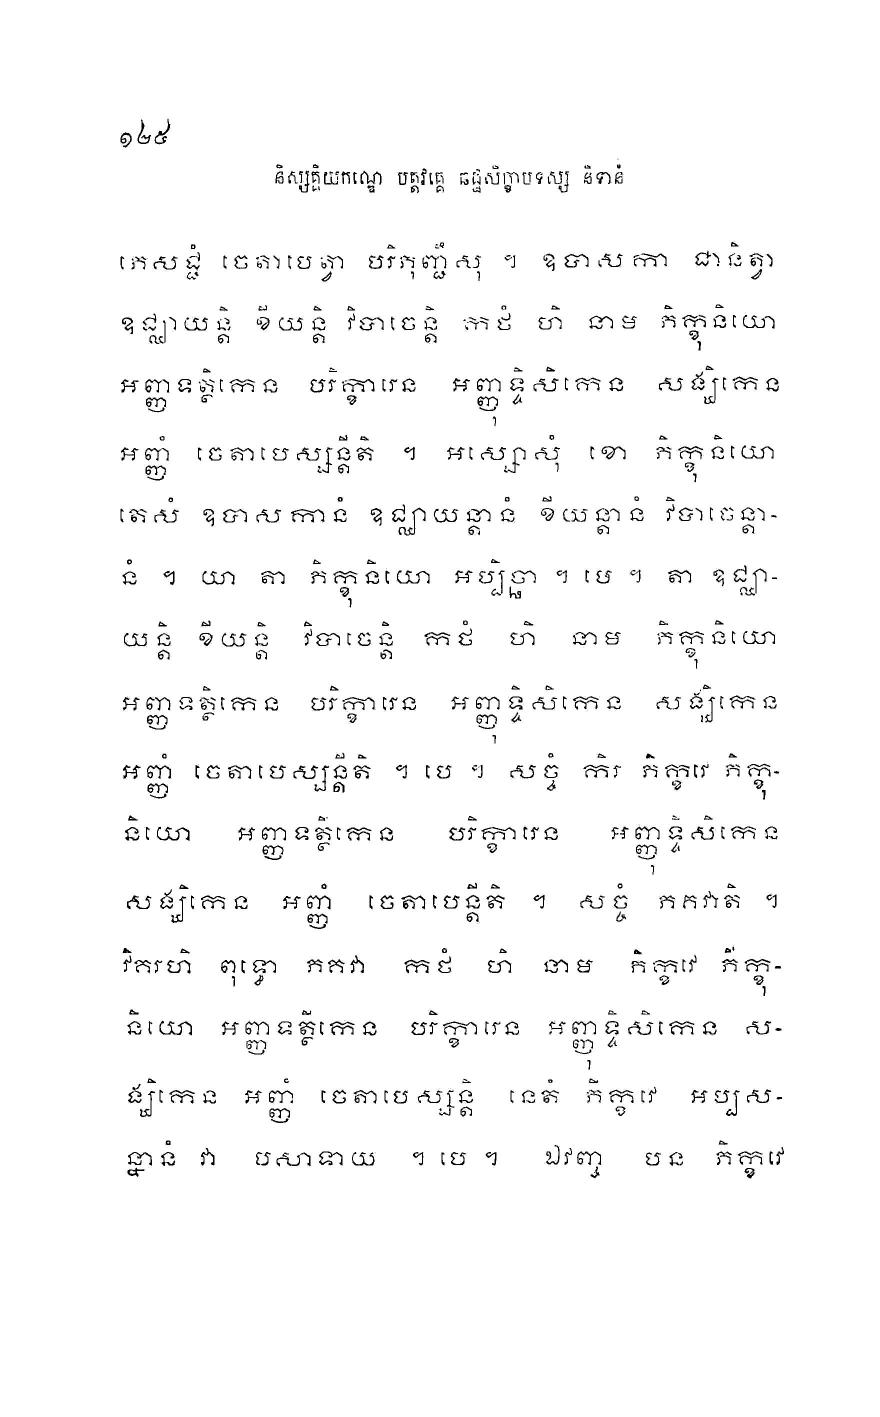 ១២៥
និស្សគ្គិយកណ្ឌេ បត្តវគ្គេ ឆដ្ឋសិក្ខាបទស្ស និទានំ
ភេសជ្ជំ ចេតាបេត្វា បរិភុញ្ជឹសុ ។ ឧបាសកា ជានិត្វា
ឧជ្ឈាយន្តិ ខីយន្តិ វិបាចេន្តិ កថំ ហិ នាម ភិក្ខុនិយោ
អញ្ញទត្ថិកេន បរិក្ខារេន អញ្ញុទ្ទិសិកេន សង្ឃិកេន
អញ្ញំ ចេតាបេស្សន្តីតិ ។ អស្សោសុំ ខោ ភិក្ខុនិយោ
តេសំ ឧបាសកានំ ឧជ្ឈាយន្តានំ ខីយន្តានំ វិបាចេន្តា-
នំ ។ យា តា ភិក្ខុនិយោ អប្បិច្ឆា ។ បេ ។ តា ឧជ្ឈា-
យន្តិ ខីយន្តិ វិបាចេន្តិ កថំ ហិ នាម ភិក្ខុនិយោ
អញ្ញទត្ថិកេន បរិក្ខារេន អញ្ញុទ្ទិសិកេន សង្ឃិកេន
អញ្ញំ ចេតាបេស្សន្តីតិ ។ បេ ។ សច្ចំ កិរ ភិក្ខវេ ភិក្ខុ-
និយោ អញ្ញទត្ថិកេន បរិក្ខារេន អញ្ញុទ្ទិសិកេន
សង្ឃិកេន អញ្ញំ ចេតាបេន្តីតិ ។ សច្ចំ ភគវាតិ ។
វិគរហិ ពុទ្ធោ ភគវា កថំ ហិ នាម ភិក្ខវេ ភិក្ខុ-
និយោ អញ្ញទត្ថិកេន បរិក្ខារេន អញ្ញុទ្ទិសិកេន ស-
ង្ឃិកេន អញ្ញំ ចេតាបេស្សន្តិ នេតំ ភិក្ខវេ អប្បស-
ន្នានំ វា បសាទាយ ។ បេ ។ ឯវញ្ច បន ភិក្ខវេ